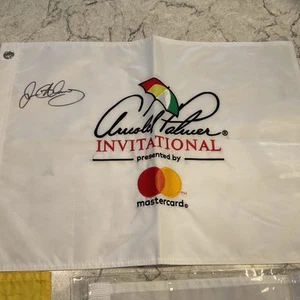 Arnold Palmer®
INVITATIONAL
presented by
mastercard®